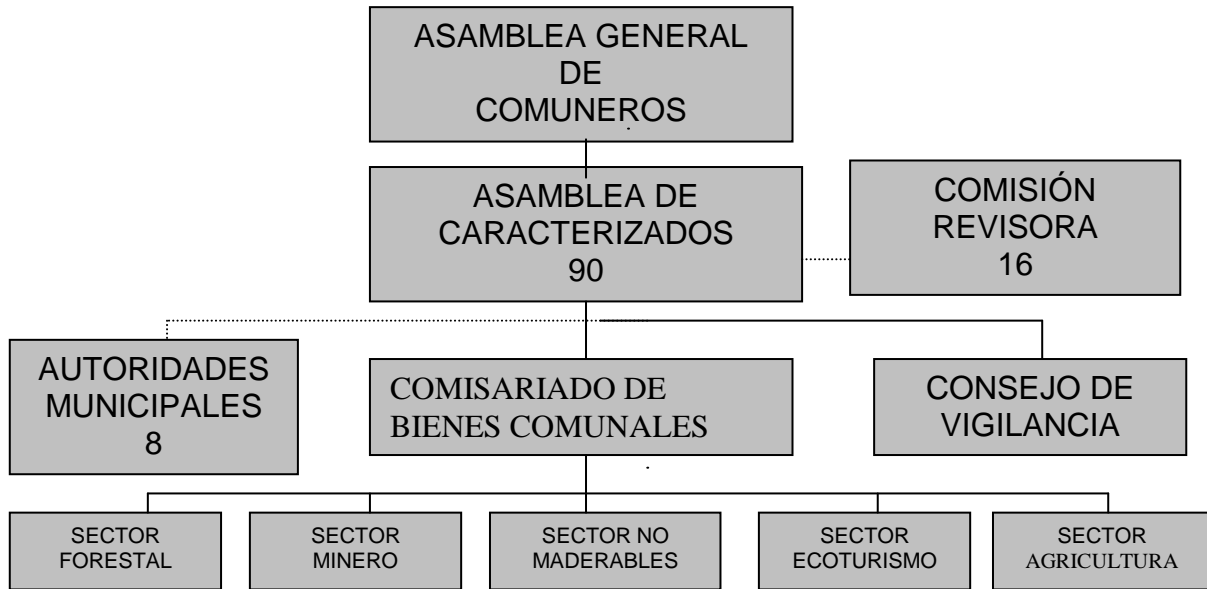 ASAMBLEA GENERAL
DE
COMUNEROS
ASAMBLEA DE
CARACTERIZADOS
90
COMISIÓN
REVISORA
16
AUTORIDADES
MUNICIPALES
8
COMISARIADO DE
BIENES COMUNALES
CONSEJO DE
VIGILANCIA
SECTOR
FORESTAL
SECTOR
MINERO
SECTOR NO
MADERABLES
SECTOR
ECOTURISMO
SECTOR
AGRICULTURA